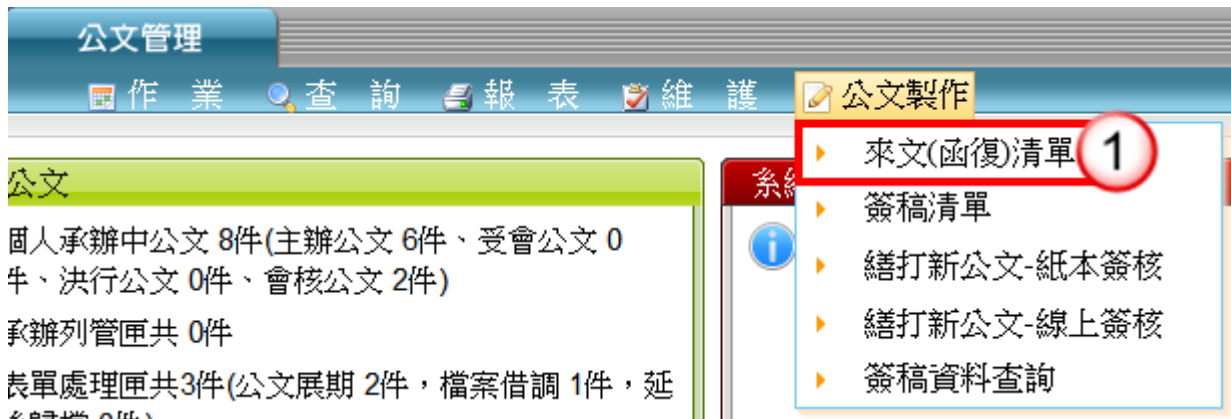 公文管理
作業 查詢 報表 維護 公文製作
來文(函復)清單 1
簽稿清單
繕打新公文-紙本簽核
繕打新公文-線上簽核
簽稿資料查詢
公文
個人承辦中公文 8件(主辦公文 6件、受會公文 0
件、決行公文 0件、會核公文 2件)
承辦列管匣共 0件
表單處理匣共3件(公文展期 2件，檔案借調 1件，延
系